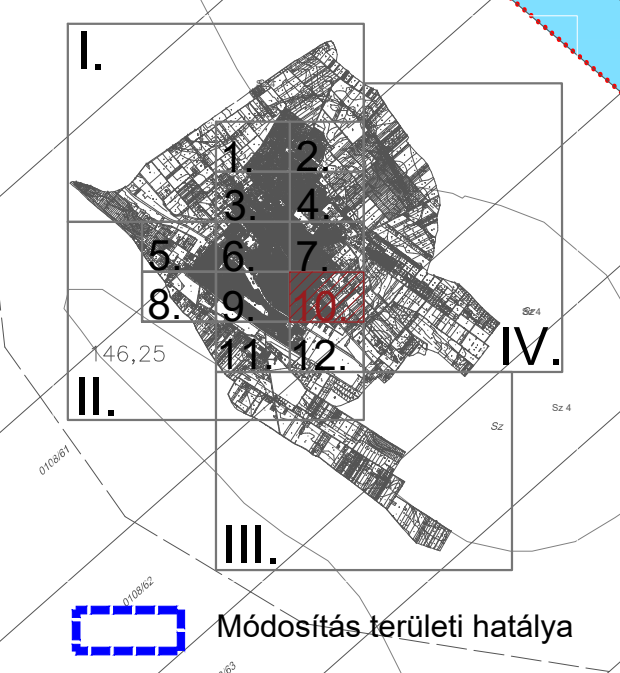 I.
1. 2.
3. 4.
5. 6. 7.
8. 9. 10.
Sz 4
IV.
146,25 11. 12.
II.
Sz 4
Sz
0108/61
III.
0108/62
Módosítás területi hatálya